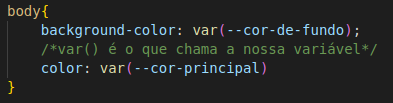 body{
background-color: var(--cor-de-fundo);
/*var() é o que chama a nossa variável*/
color: var(--cor-principal)
}